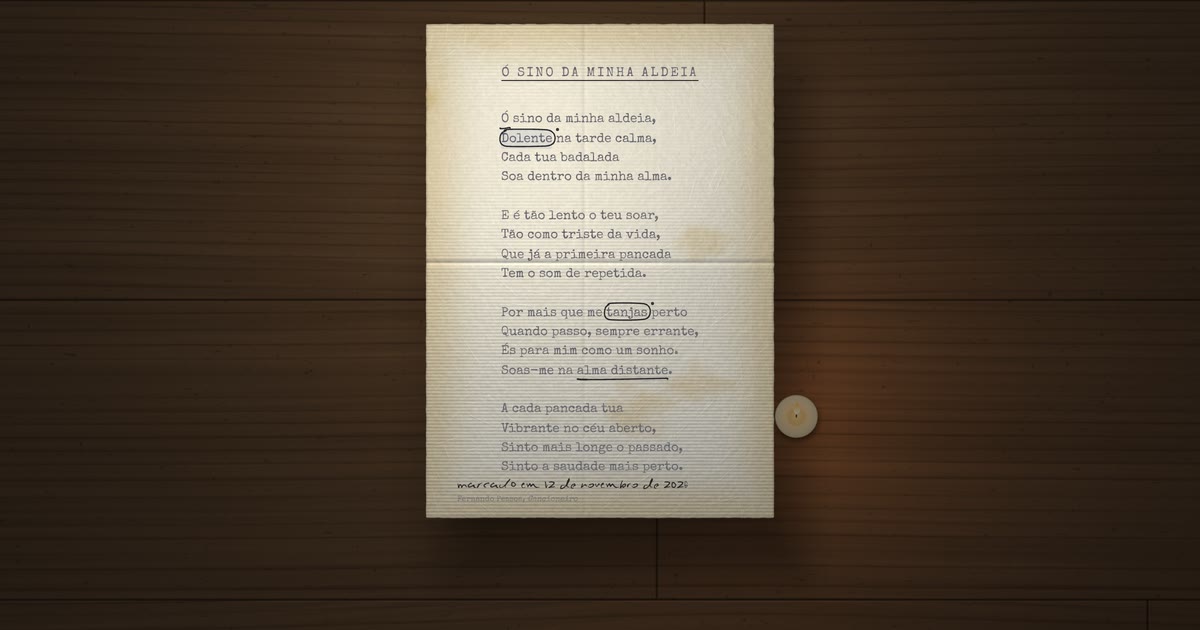 Ó SINO DA MINHA ALDEIA
Ó sino da minha aldeia,
Dolente na tarde calma,
Cada tua badalada
Soa dentro da minha alma.
E é tão lento o teu soar,
Tão como triste da vida,
Que já a primeira pancada
Tem o som de repetida.
Por mais que me tanjas perto
Quando passo, sempre errante,
És para mim como um sonho.
Soas-me na alma distante.
A cada pancada tua
Vibrante no céu aberto,
Sinto mais longe o passado,
Sinto a saudade mais perto.
marcado em 12 de novembro de 2020
Fernando Pessoa, Cancioneiro